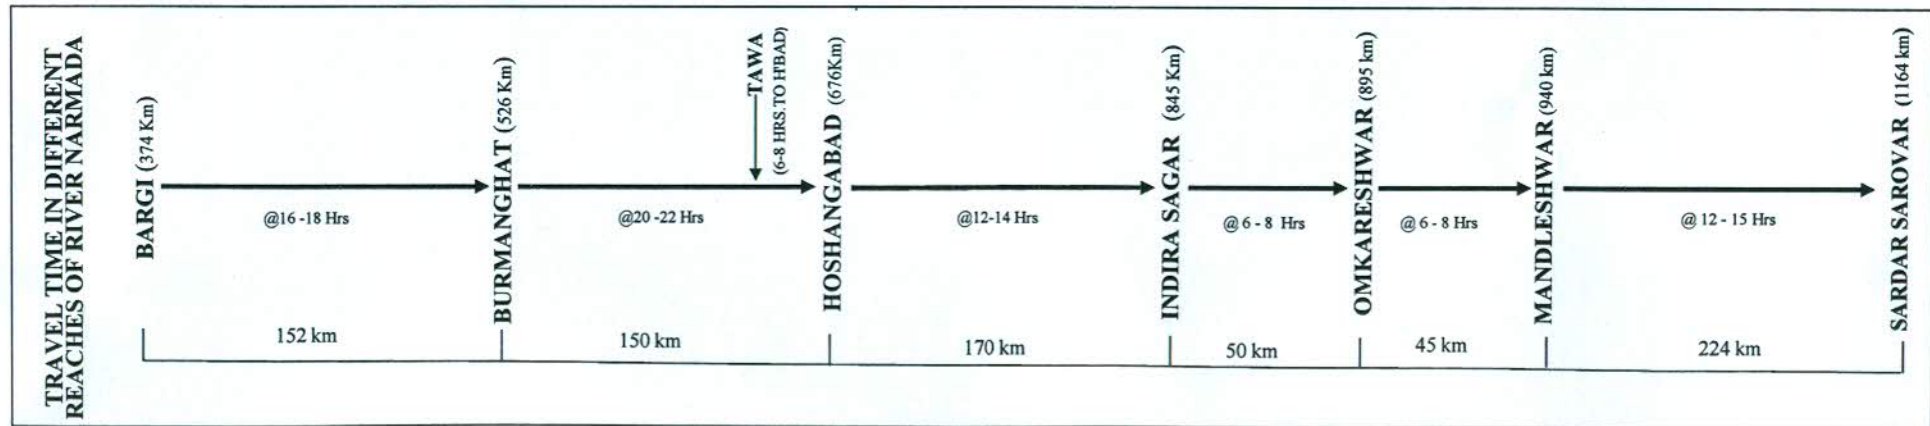 TRAVEL TIME IN DIFFERENT
REACHES OF RIVER NARMADA
BARGI (374 Km)
BURMANGHAT (526 Km)
TAWA
(6-8 HRS.TO H'BAD)
HOSHANGABAD (676Km)
INDIRA SAGAR (845 Km)
OMKARESHWAR (895 km)
MANDLESHWAR (940 km)
SARDAR SAROVAR (1164 km)
@16 -18 Hrs
@20 -22 Hrs
@12-14 Hrs
@ 6 - 8 Hrs
@ 6 - 8 Hrs
@ 12 - 15 Hrs
152 km
150 km
170 km
50 km
45 km
224 km